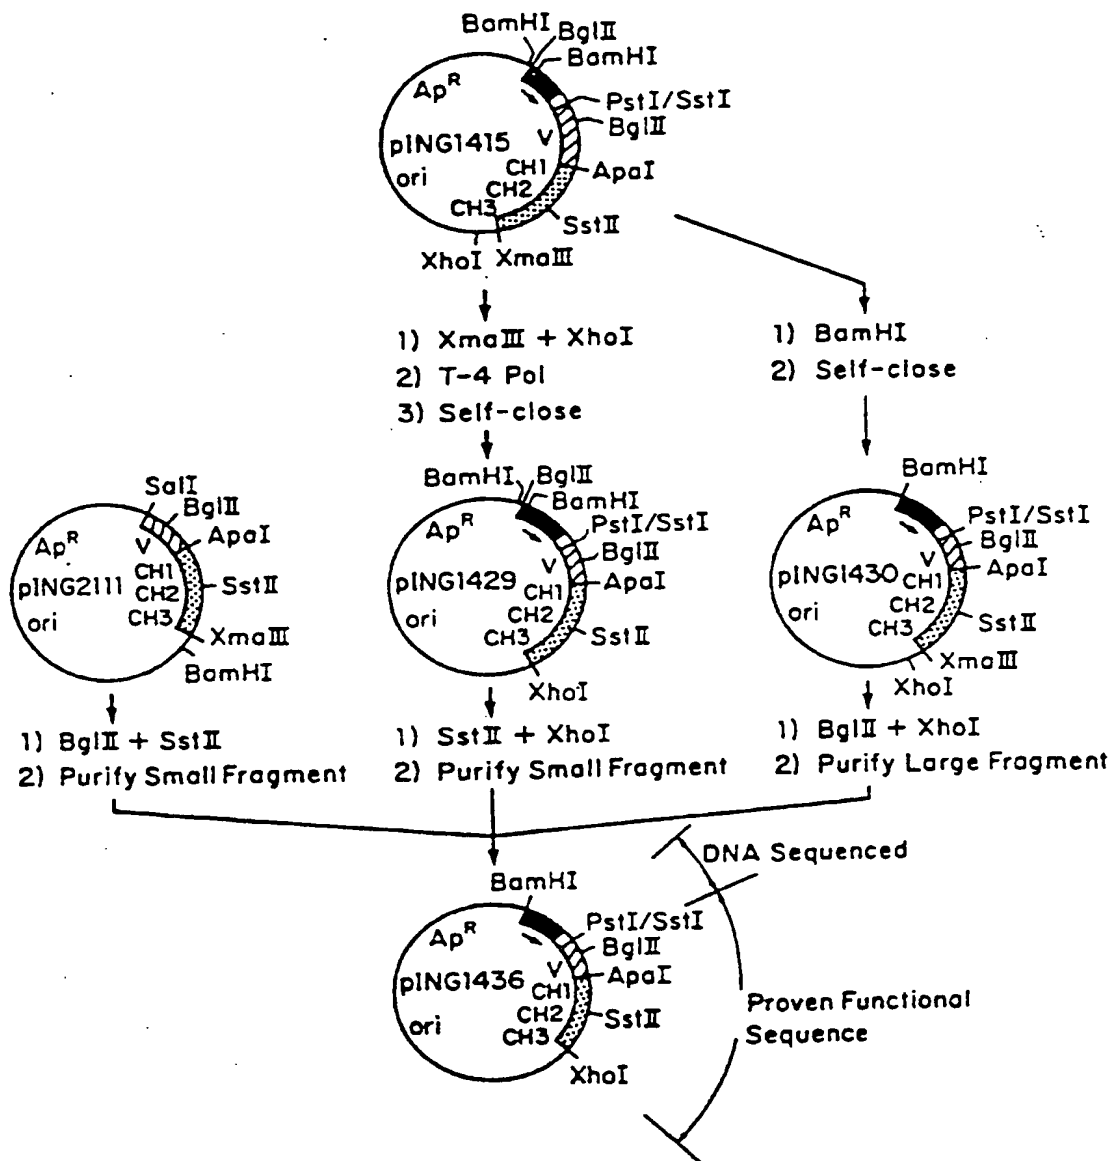 BamHI
BglII
BamHI
Ap^R
PstI/SstI
BglII
V
pING1415
CH1
ApaI
ori
CH2
CH3
SstII
XhoI XmaIII
1) XmaIII + XhoI
2) T-4 Pol
3) Self-close
1) BamHI
2) Self-close
SalI
BglII
ApaI
Ap^R
V
pING2111
CH1
CH2
SstII
ori
CH3
XmaIII
BamHI
BamHI
BglII
BamHI
Ap^R
PstI/SstI
V
BglII
pING1429
CH1
ApaI
CH2
ori
CH3
SstII
XhoI
BamHI
Ap^R
PstI/SstI
V
BglII
pING1430
CH1
ApaI
CH2
ori
CH3
SstII
XmaIII
XhoI
1) BglII + SstII
2) Purify Small Fragment
1) SstII + XhoI
2) Purify Small Fragment
1) BglII + XhoI
2) Purify Large Fragment
DNA Sequenced
BamHI
Ap^R
PstI/SstI
BglII
V
ApaI
pING1436
CH1
CH2
SstII
ori
CH3
XhoI
Proven Functional
Sequence